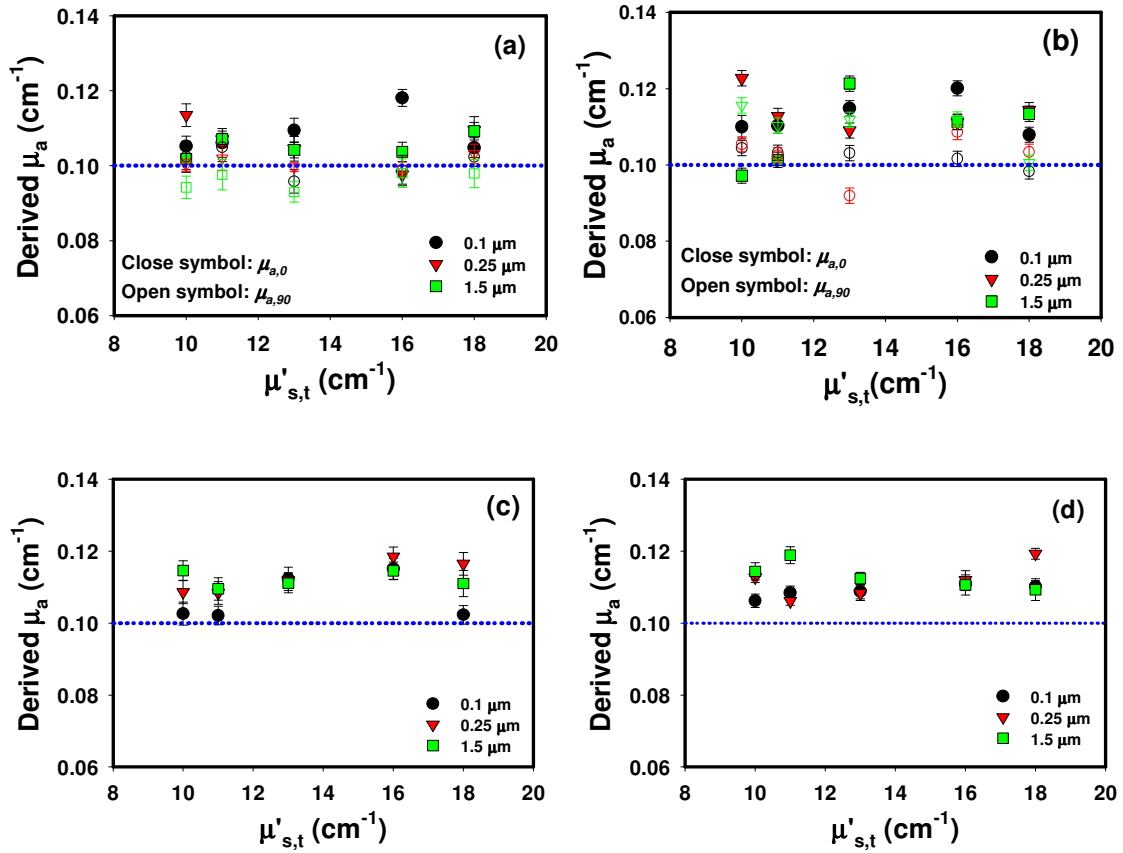 (a)
0.14
0.12
0.10
0.08
0.06
Derived μa (cm-1)
Close symbol: μa,0
Open symbol: μa,90
0.1 μm
0.25 μm
1.5 μm
8 10 12 14 16 18 20
μ's,t (cm-1)
(b)
0.14
0.12
0.10
0.08
0.06
Derived μa (cm-1)
Close symbol: μa,0
Open symbol: μa,90
0.1 μm
0.25 μm
1.5 μm
8 10 12 14 16 18 20
μ's,t(cm-1)
(c)
0.14
0.12
0.10
0.08
0.06
Derived μa (cm-1)
0.1 μm
0.25 μm
1.5 μm
8 10 12 14 16 18 20
μ's,t (cm-1)
(d)
0.14
0.12
0.10
0.08
0.06
Derived μa (cm-1)
0.1 μm
0.25 μm
1.5 μm
8 10 12 14 16 18 20
μ's,t (cm-1)